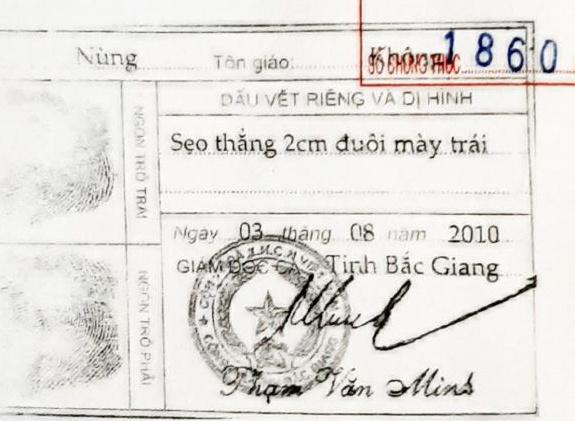 Nùng Tôn giáo: Không
SỐ CHỨNG THỰC 1860
DẤU VẾT RIÊNG VÀ DỊ HÌNH
NGÓN TRỎ TRÁI
Sẹo thẳng 2cm đuôi mày trái
Ngày 03 tháng 08 năm 2010
GIÁM ĐỐC CA Tỉnh Bắc Giang
NGÓN TRỎ PHẢI
Phạm Văn Minh